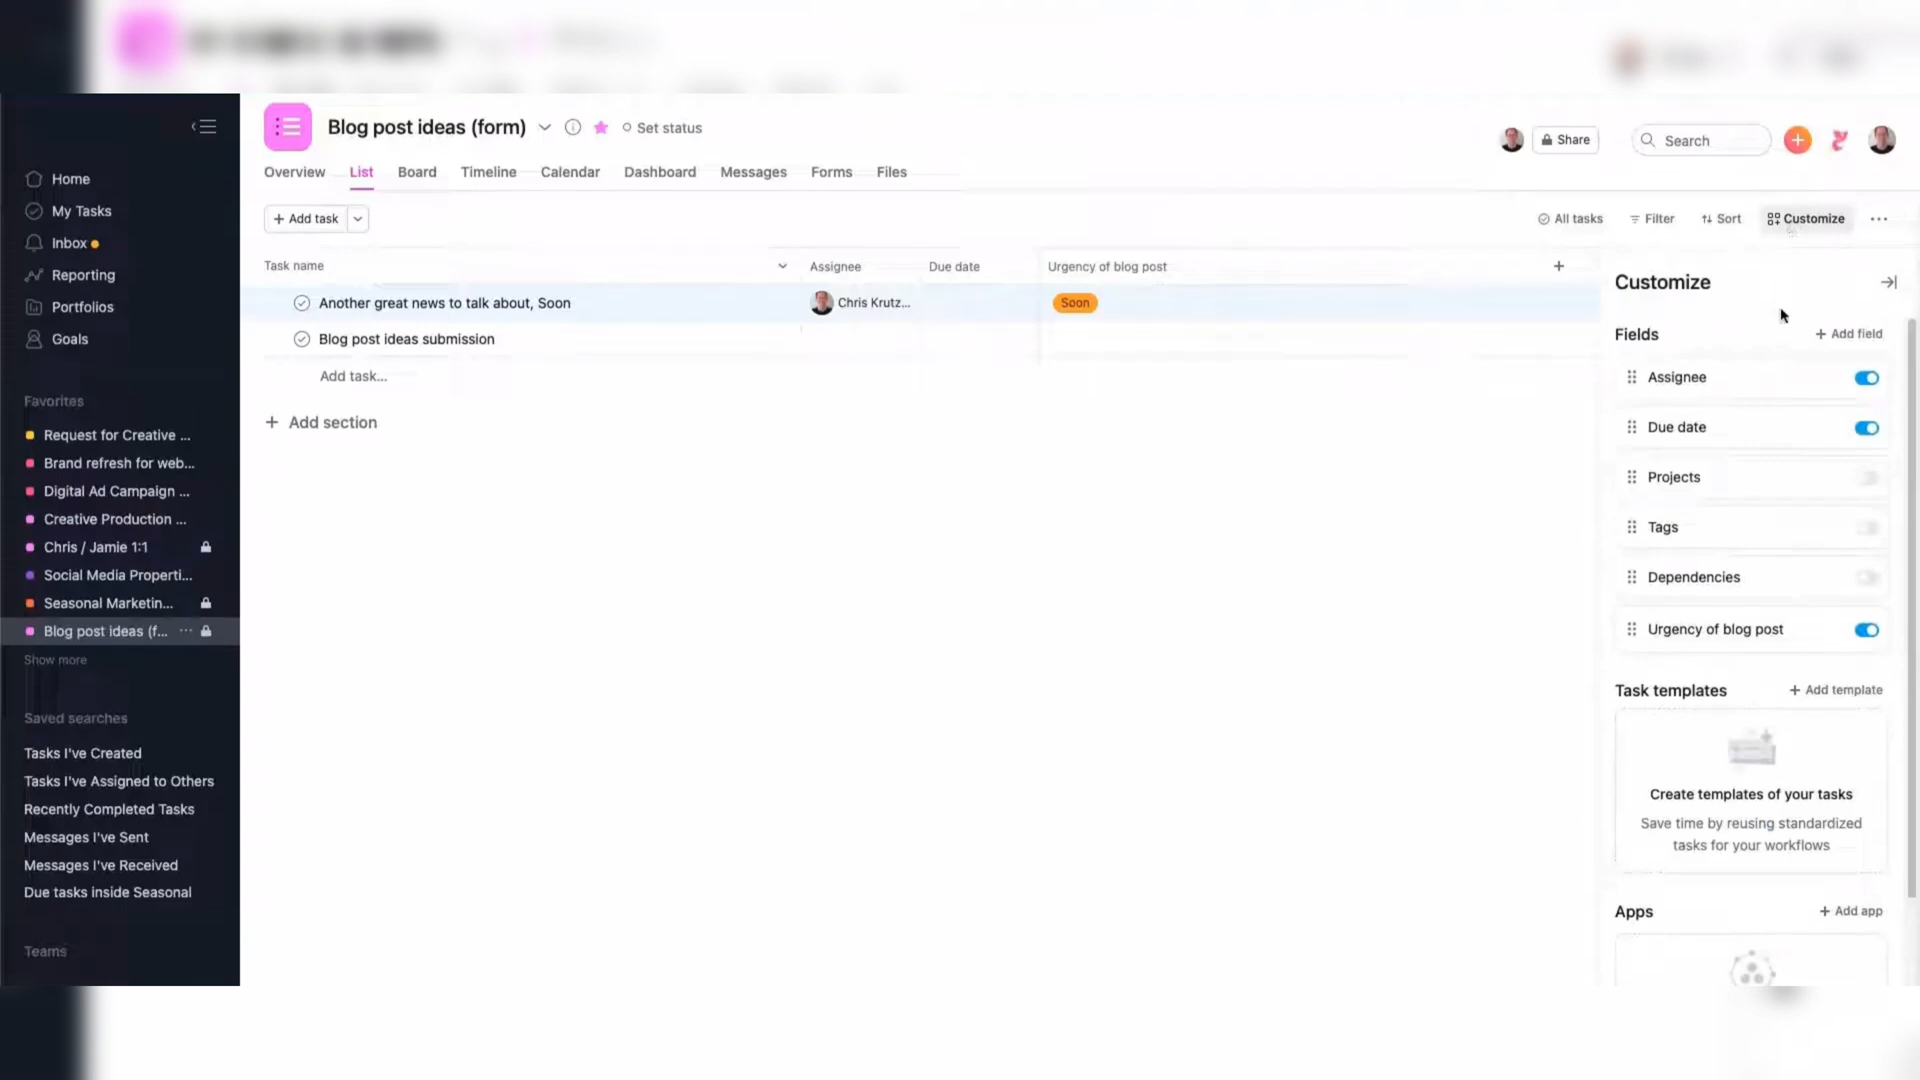 Blog post ideas (form)
Set status
Share
Search
Overview
List
Board
Timeline
Calendar
Dashboard
Messages
Forms
Files
+ Add task
All tasks
Filter
Sort
Customize
Home
My Tasks
Inbox
Reporting
Portfolios
Goals
Favorites
Request for Creative ...
Brand refresh for web...
Digital Ad Campaign ...
Creative Production ...
Chris / Jamie 1:1
Social Media Properti...
Seasonal Marketin...
Blog post ideas (f...
Show more
Saved searches
Tasks I've Created
Tasks I've Assigned to Others
Recently Completed Tasks
Messages I've Sent
Messages I've Received
Due tasks inside Seasonal
Teams
Task name
Assignee
Due date
Urgency of blog post
Another great news to talk about, Soon
Chris Krutz...
Soon
Blog post ideas submission
Add task...
+ Add section
Customize
Fields
+ Add field
Assignee
Due date
Projects
Tags
Dependencies
Urgency of blog post
Task templates
+ Add template
Create templates of your tasks
Save time by reusing standardized
tasks for your workflows
Apps
+ Add app